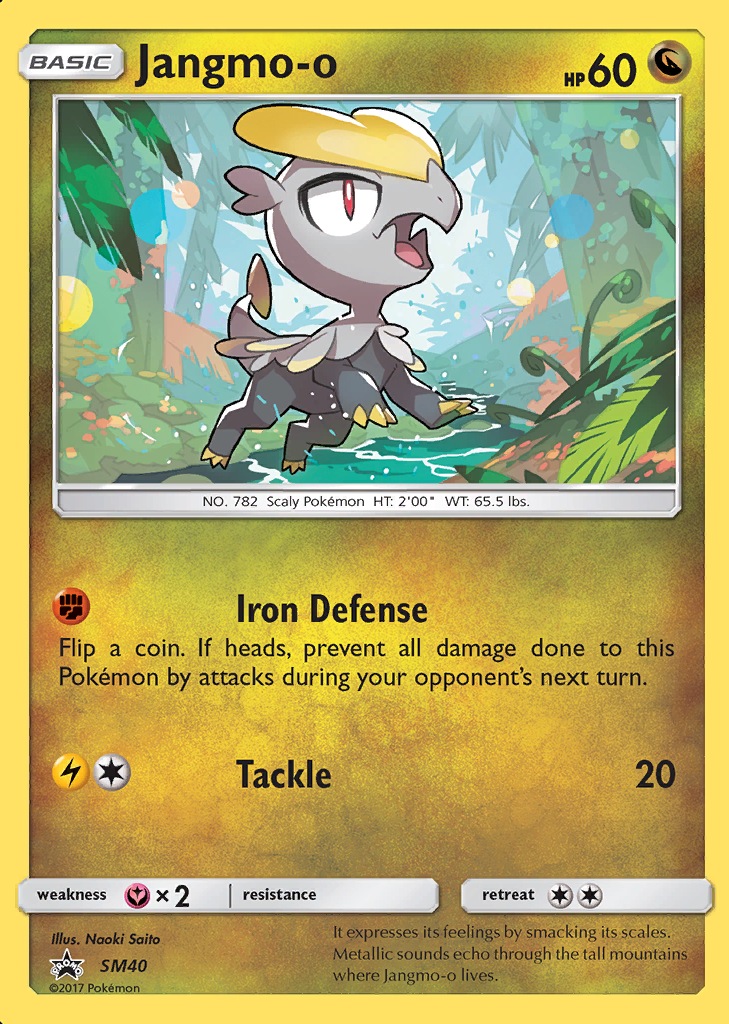 BASIC Jangmo-o HP 60
NO. 782 Scaly Pokémon HT: 2'00" WT: 65.5 lbs.
Iron Defense
Flip a coin. If heads, prevent all damage done to this
Pokémon by attacks during your opponent's next turn.
Tackle 20
weakness × 2 resistance retreat
Illus. Naoki Saito
PROMO SM40
©2017 Pokémon
It expresses its feelings by smacking its scales.
Metallic sounds echo through the tall mountains
where Jangmo-o lives.